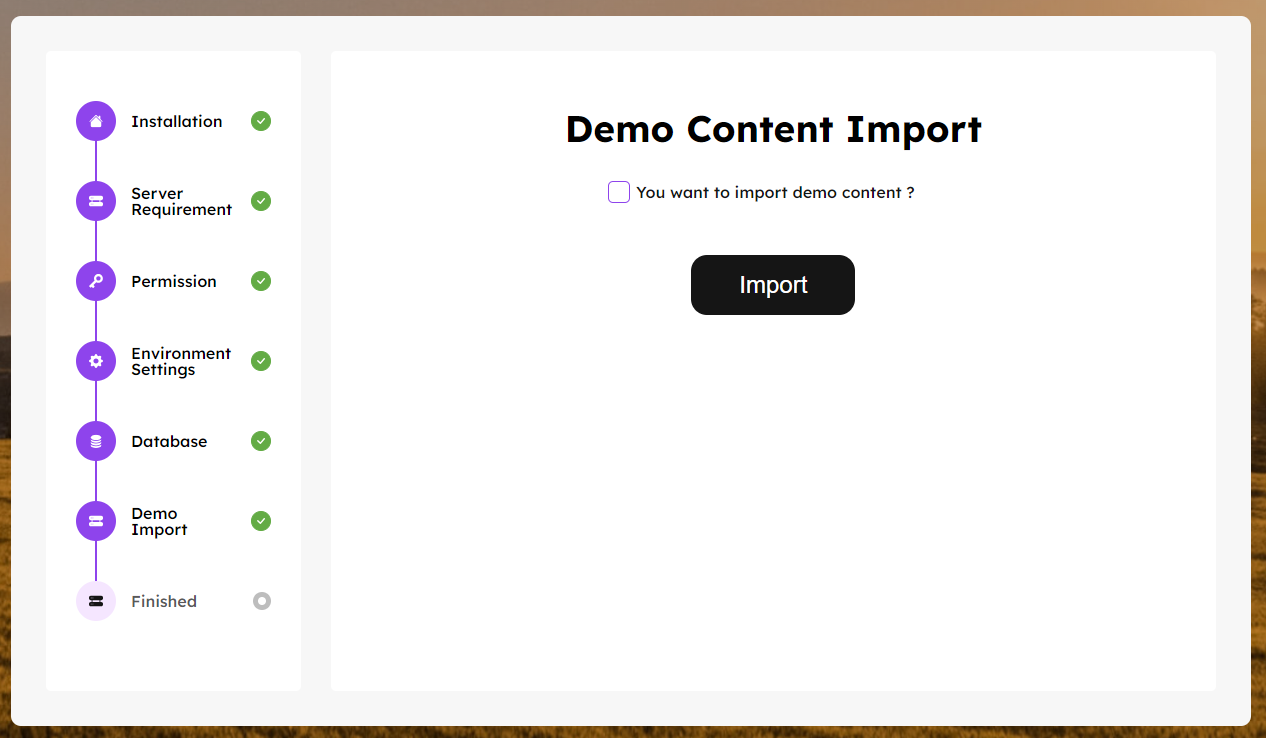 Installation
Server
Requirement
Permission
Environment
Settings
Database
Demo
Import
Finished
Demo Content Import
You want to import demo content ?
Import